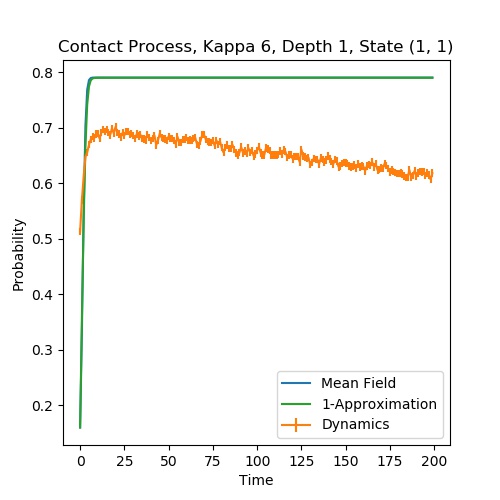 Contact Process, Kappa 6, Depth 1, State (1, 1)
0.8
0.7
0.6
0.5
0.4
0.3
0.2
Probability
0
25
50
75
100
125
150
175
200
Time
Mean Field
1-Approximation
Dynamics